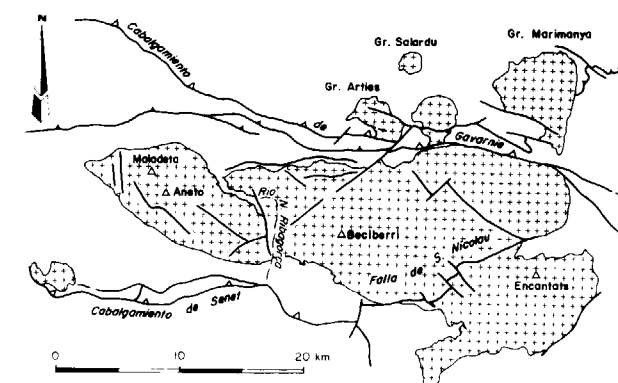 N
Cabalgamiento
de
Gavarnie
Gr. Salardu
Gr. Marimanya
Gr. Arties
Maladeta
Aneto
Rio
N. Ribagorça
Beciberri
Falla de S. Nicolau
Encantats
Cabalgamiento de Senet
0 10 20 km